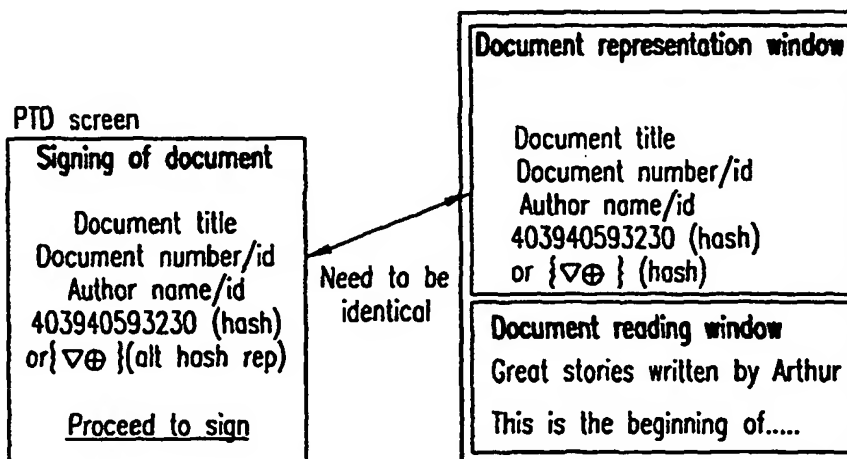 PTD screen
Signing of document
Document title
Document number/id
Author name/id
403940593230 (hash)
or{ ∇⊕ }(alt hash rep)
Proceed to sign
Need to be
identical
Document representation window
Document title
Document number/id
Author name/id
403940593230 (hash)
or {∇⊕ } (hash)
Document reading window
Great stories written by Arthur
This is the beginning of.....